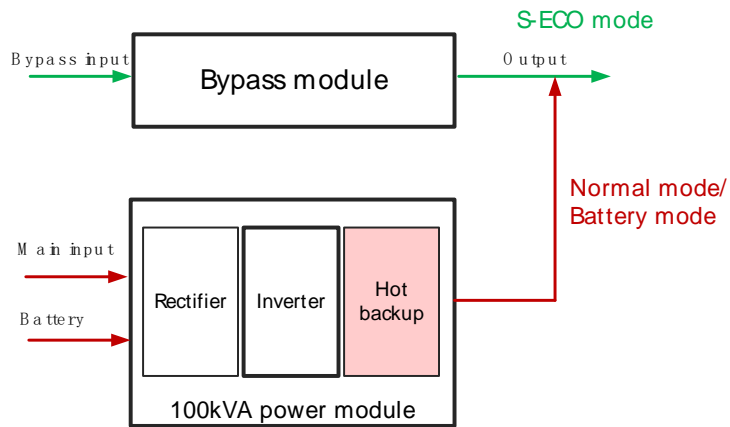 S-ECO mode
Bypass input
Bypass module
Output
Normal mode/
Battery mode
Main input
Battery
Rectifier
Inverter
Hot
backup
100kVA power module